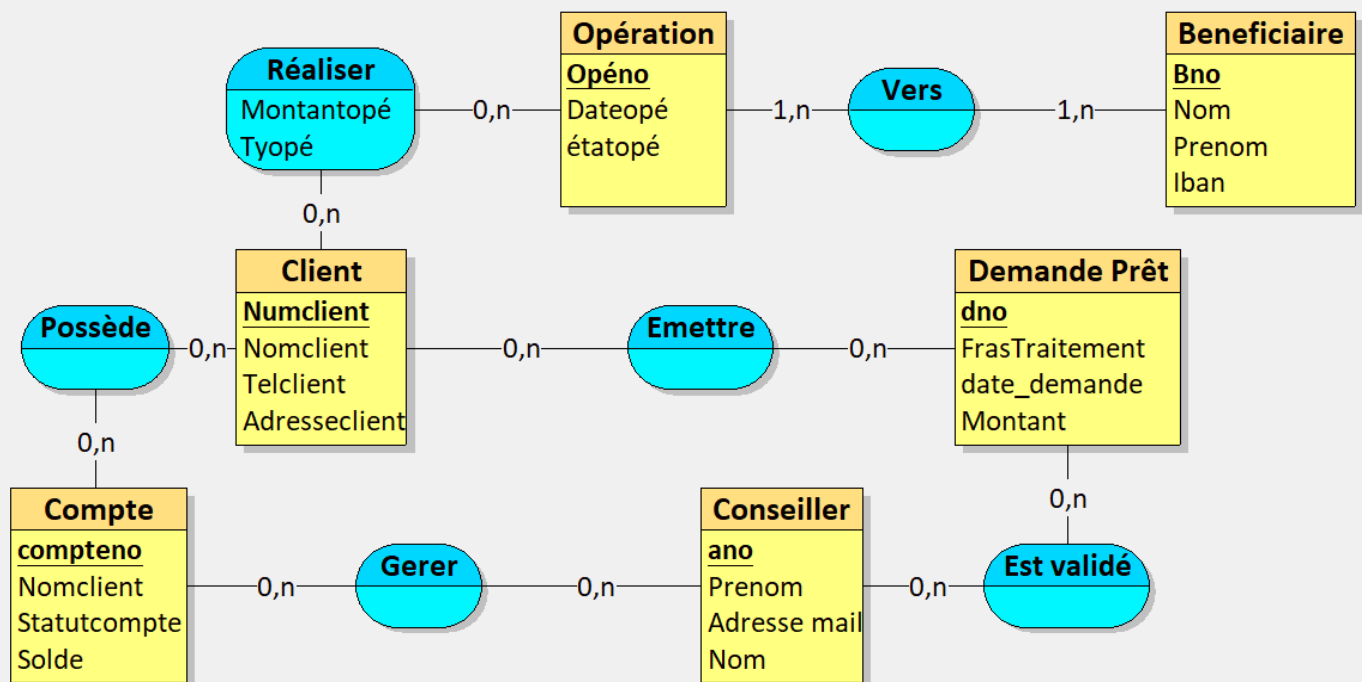 Opération
Opéno
Dateopé
étatopé
Beneficiaire
Bno
Nom
Prenom
Iban
Réaliser
Montantopé
Tyopé
0,n
1,n
Vers
1,n
0,n
Client
Numclient
Nomclient
Telclient
Adresseclient
Demande Prêt
dno
FrasTraitement
date_demande
Montant
Possède
0,n
0,n
Emettre
0,n
0,n
0,n
Compte
compteno
Nomclient
Statutcompte
Solde
Conseiller
ano
Prenom
Adresse mail
Nom
0,n
Gerer
0,n
0,n
Est validé